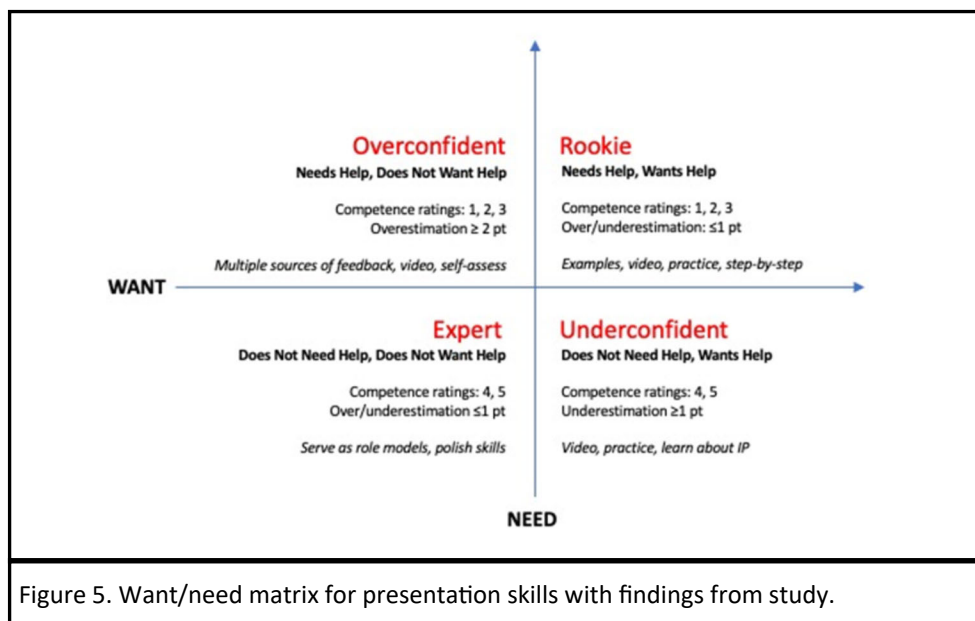 Overconfident
Needs Help, Does Not Want Help
Competence ratings: 1, 2, 3
Overestimation ≥ 2 pt
Multiple sources of feedback, video, self-assess
Rookie
Needs Help, Wants Help
Competence ratings: 1, 2, 3
Over/underestimation: ≤1 pt
Examples, video, practice, step-by-step
WANT
Expert
Does Not Need Help, Does Not Want Help
Competence ratings: 4, 5
Over/underestimation ≤1 pt
Serve as role models, polish skills
Underconfident
Does Not Need Help, Wants Help
Competence ratings: 4, 5
Underestimation ≥1 pt
Video, practice, learn about IP
NEED
Figure 5. Want/need matrix for presentation skills with findings from study.